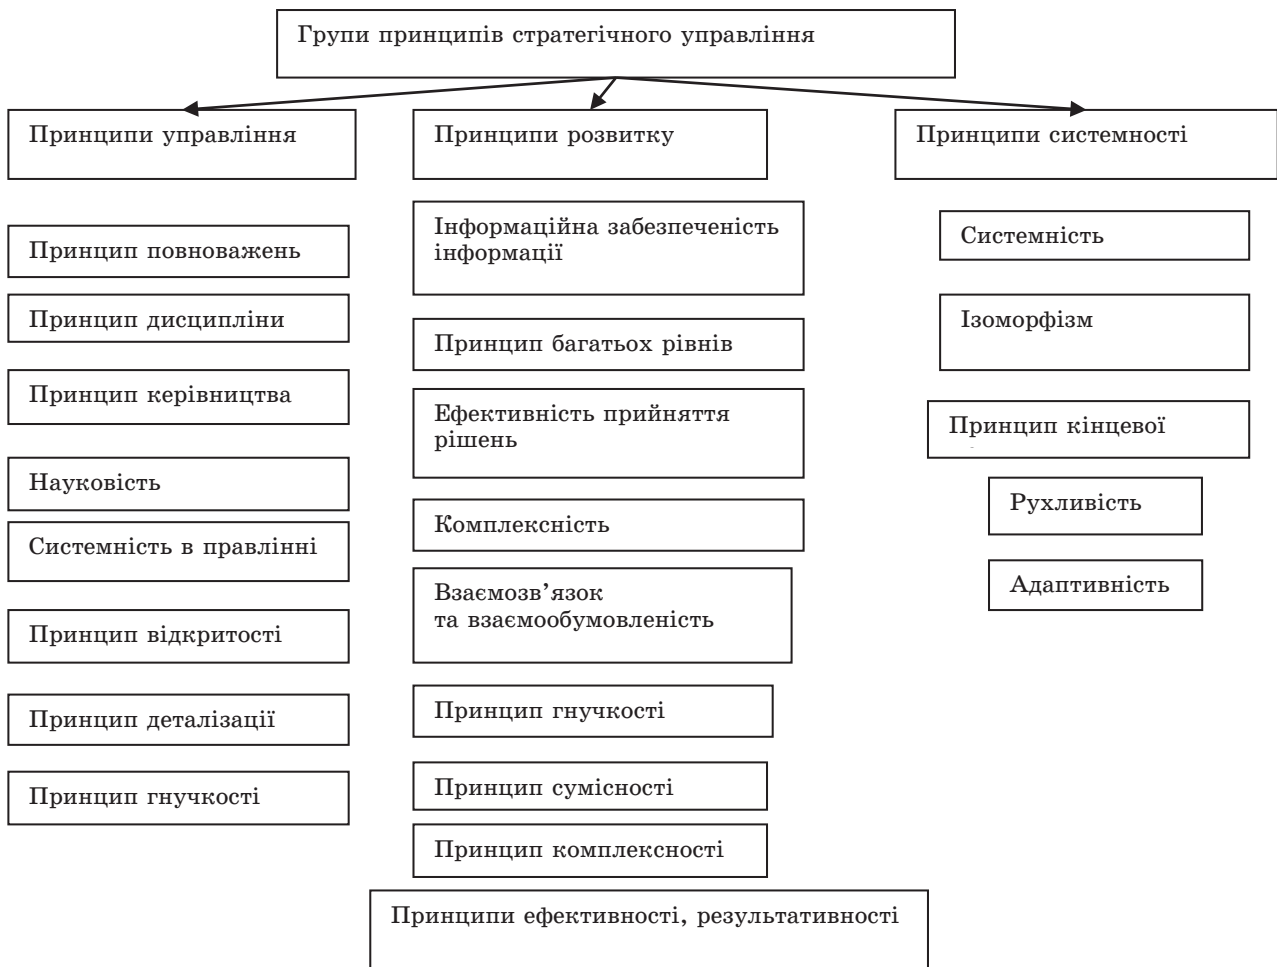 Групи принципів стратегічного управління
Принципи управління
Принцип повноважень
Принцип дисципліни
Принцип керівництва
Науковість
Системність в правлінні
Принцип відкритості
Принцип деталізації
Принцип гнучкості
Принципи розвитку
Інформаційна забезпеченість
інформації
Принцип багатьох рівнів
Ефективність прийняття
рішень
Комплексність
Взаємозв’язок
та взаємообумовленість
Принцип гнучкості
Принцип сумісності
Принцип комплексності
Принципи ефективності, результативності
Принципи системності
Системність
Ізоморфізм
Принцип кінцевої
Рухливість
Адаптивність